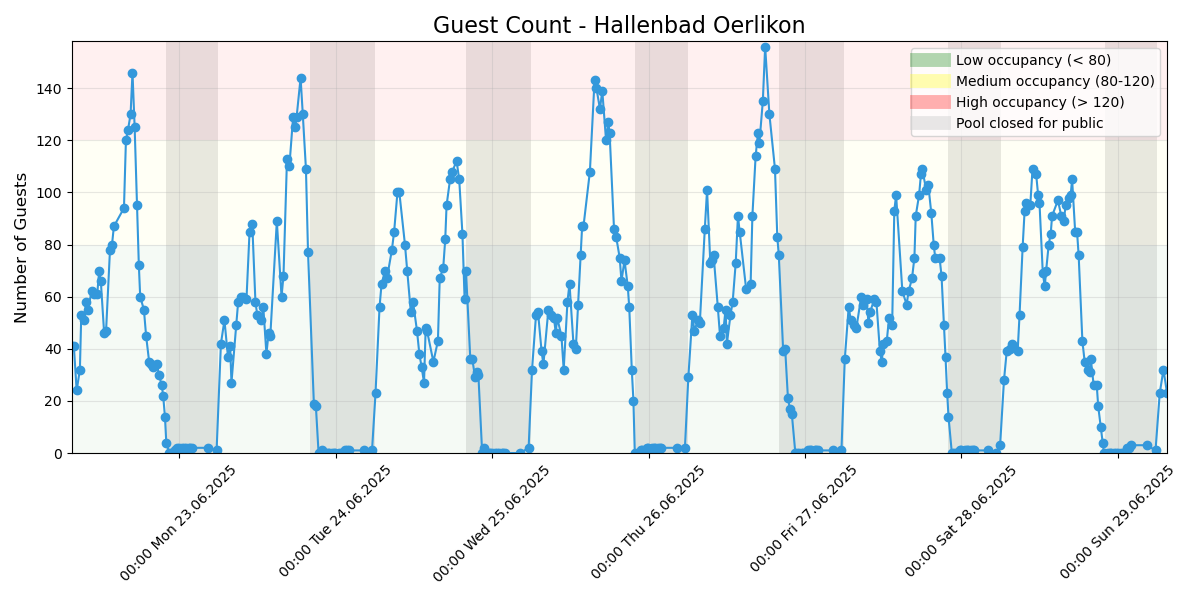 Guest Count - Hallenbad Oerlikon
Number of Guests
140
120
100
80
60
40
20
0
Low occupancy (< 80)
Medium occupancy (80-120)
High occupancy (> 120)
Pool closed for public
00:00 Mon 23.06.2025
00:00 Tue 24.06.2025
00:00 Wed 25.06.2025
00:00 Thu 26.06.2025
00:00 Fri 27.06.2025
00:00 Sat 28.06.2025
00:00 Sun 29.06.2025